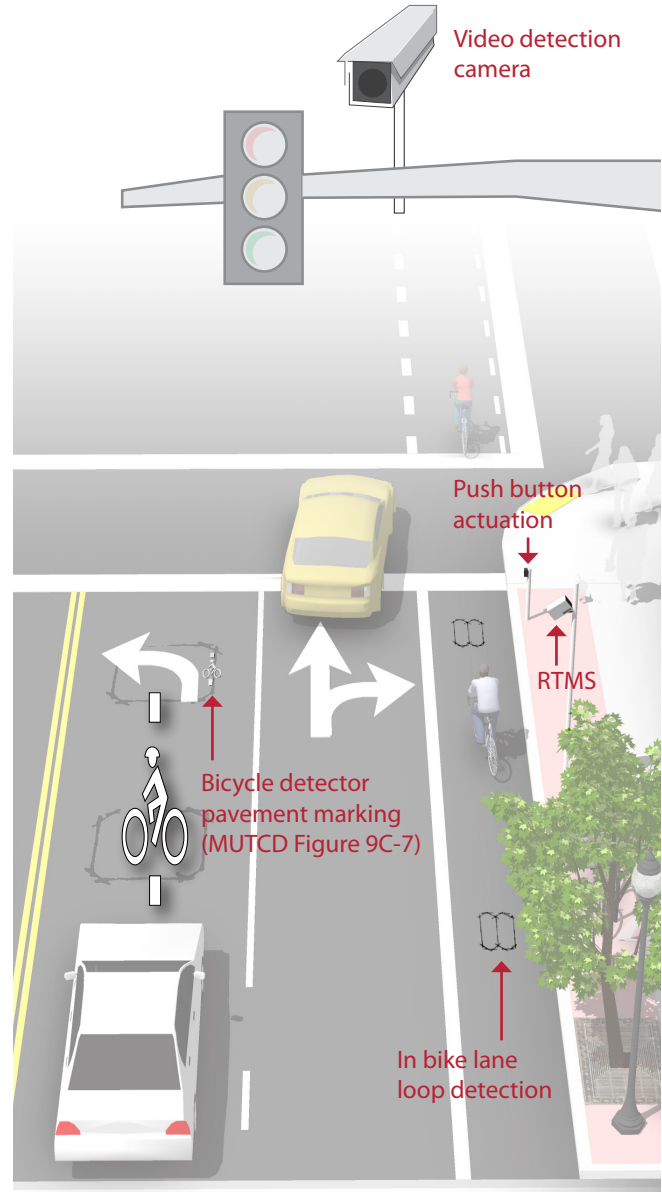 Video detection
camera
Push button
actuation
RTMS
Bicycle detector
pavement marking
(MUTCD Figure 9C-7)
In bike lane
loop detection